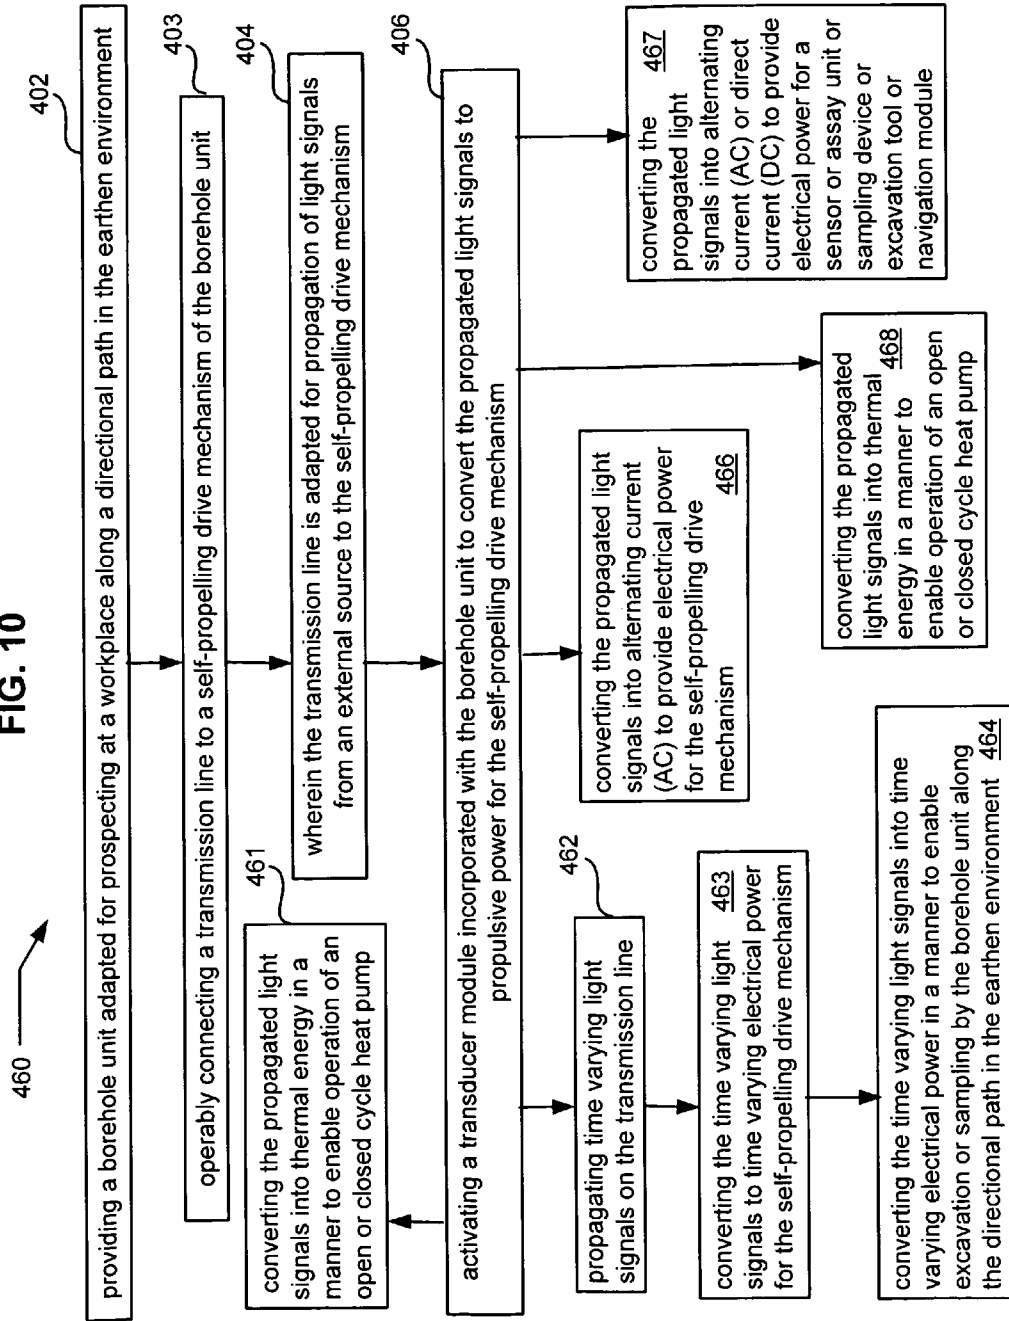 FIG. 10
460
402
providing a borehole unit adapted for prospecting at a workplace along a directional path in the earthen environment
403
operably connecting a transmission line to a self-propelling drive mechanism of the borehole unit
404
wherein the transmission line is adapted for propagation of light signals
from an external source to the self-propelling drive mechanism
461
converting the propagated light
signals into thermal energy in a
manner to enable operation of an
open or closed cycle heat pump
406
activating a transducer module incorporated with the borehole unit to convert the propagated light signals to
propulsive power for the self-propelling drive mechanism
462
propagating time varying light
signals on the transmission line
converting the time varying light 463
signals to time varying electrical power
for the self-propelling drive mechanism
converting the time varying light signals into time
varying electrical power in a manner to enable
excavation or sampling by the borehole unit along
the directional path in the earthen environment 464
converting the propagated light
signals into alternating current
(AC) to provide electrical power
for the self-propelling drive
mechanism 466
converting the propagated
light signals into thermal 468
energy in a manner to
enable operation of an open
or closed cycle heat pump
converting the 467
propagated light
signals into alternating
current (AC) or direct
current (DC) to provide
electrical power for a
sensor or assay unit or
sampling device or
excavation tool or
navigation module